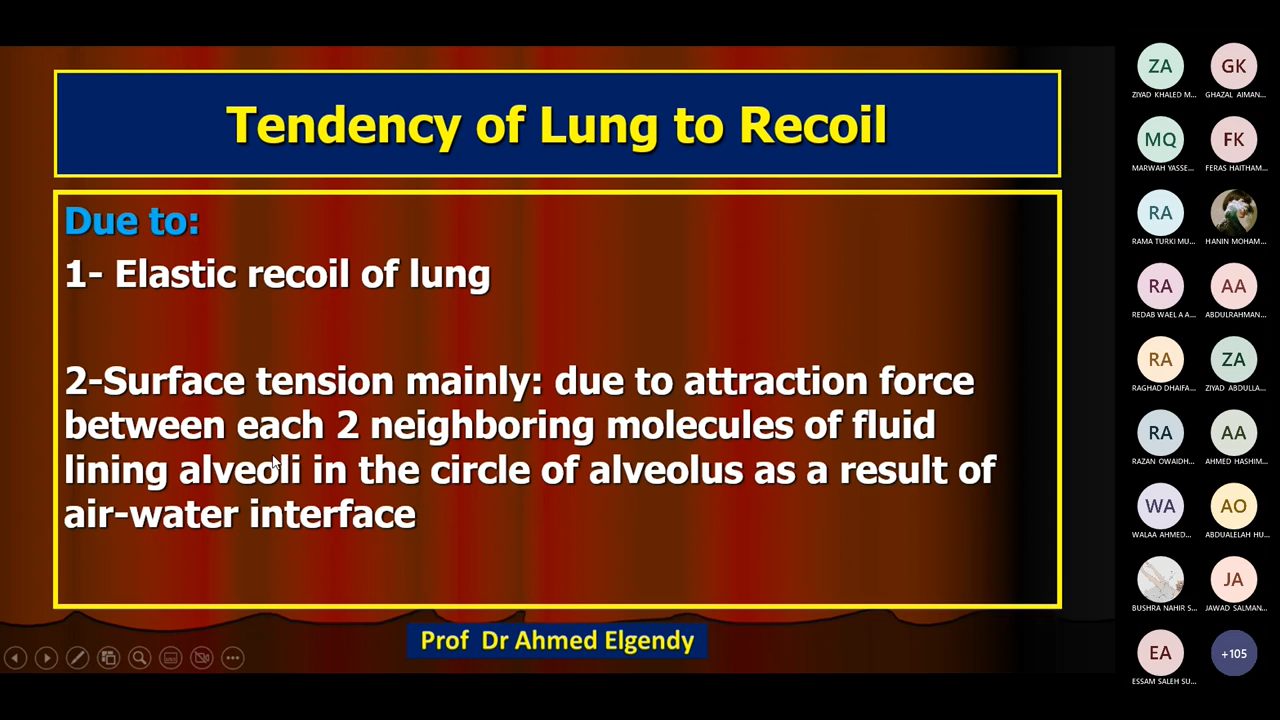 Tendency of Lung to Recoil
Due to:
1- Elastic recoil of lung
2-Surface tension mainly: due to attraction force
between each 2 neighboring molecules of fluid
lining alveoli in the circle of alveolus as a result of
air-water interface
Prof Dr Ahmed Elgendy
ZA GK
ZIYAD KHALED M... GHAZAL AIMAN...
MQ FK
MARWAH YASSE... FERAS HAITHAM...
RA
RAMA TURKI MU... HANIN MOHAM...
RA AA
REDAB WAEL A A... ABDULRAHMAN...
RA ZA
RAGHAD DHAIFA... ZIYAD ABDULLA...
RA AA
RAZAN OWAIDH... AHMED HASHIM...
WA AO
WALAA AHMED... ABDUALELAH HU...
JA
BUSHRA NAHIR S... JAWAD SALMAN...
EA +105
ESSAM SALEH SU...